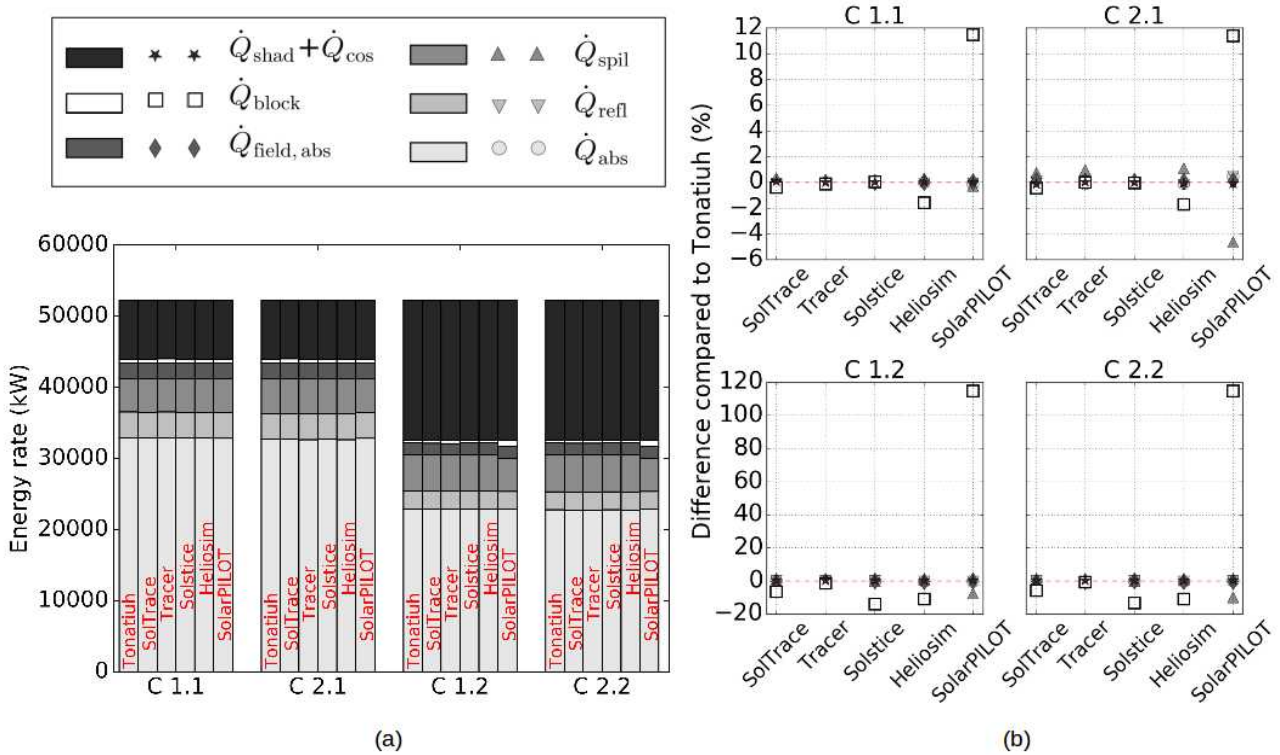 Q̇shad + Q̇cos
Q̇block
Q̇field, abs
Q̇spil
Q̇refl
Q̇abs
60000
50000
40000
30000
20000
10000
0
Energy rate (kW)
Tonatiuh
SolTrace
Tracer
Solstice
Heliosim
SolarPILOT
Tonatiuh
SolTrace
Tracer
Solstice
Heliosim
SolarPILOT
Tonatiuh
SolTrace
Tracer
Solstice
Heliosim
SolarPILOT
Tonatiuh
SolTrace
Tracer
Solstice
Heliosim
SolarPILOT
C 1.1
C 2.1
C 1.2
C 2.2
(a)
Difference compared to Tonatiuh (%)
C 1.1
12
10
8
6
4
2
0
−2
−4
−6
SolTrace
Tracer
Solstice
Heliosim
SolarPILOT
C 2.1
SolTrace
Tracer
Solstice
Heliosim
SolarPILOT
C 1.2
120
100
80
60
40
20
0
−20
SolTrace
Tracer
Solstice
Heliosim
SolarPILOT
C 2.2
SolTrace
Tracer
Solstice
Heliosim
SolarPILOT
(b)